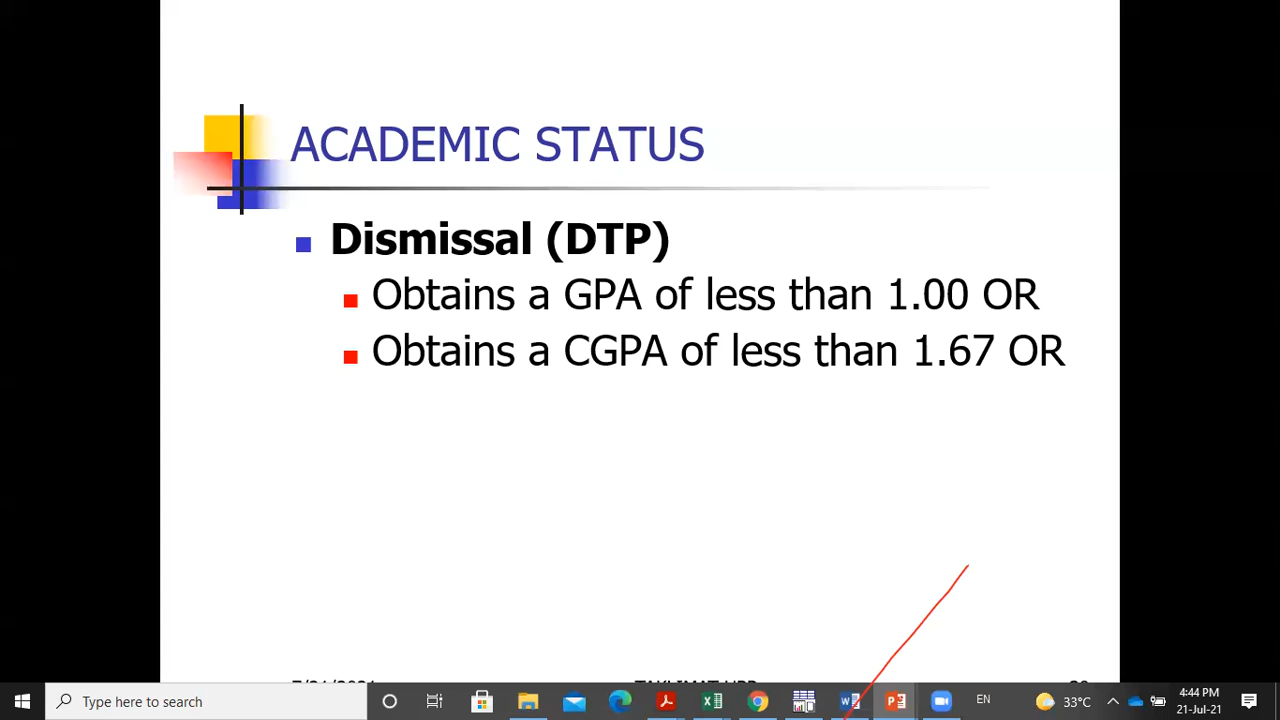 ACADEMIC STATUS
Dismissal (DTP)
Obtains a GPA of less than 1.00 OR
Obtains a CGPA of less than 1.67 OR
Type here to search
EN
33°C
4:44 PM
21-Jul-21